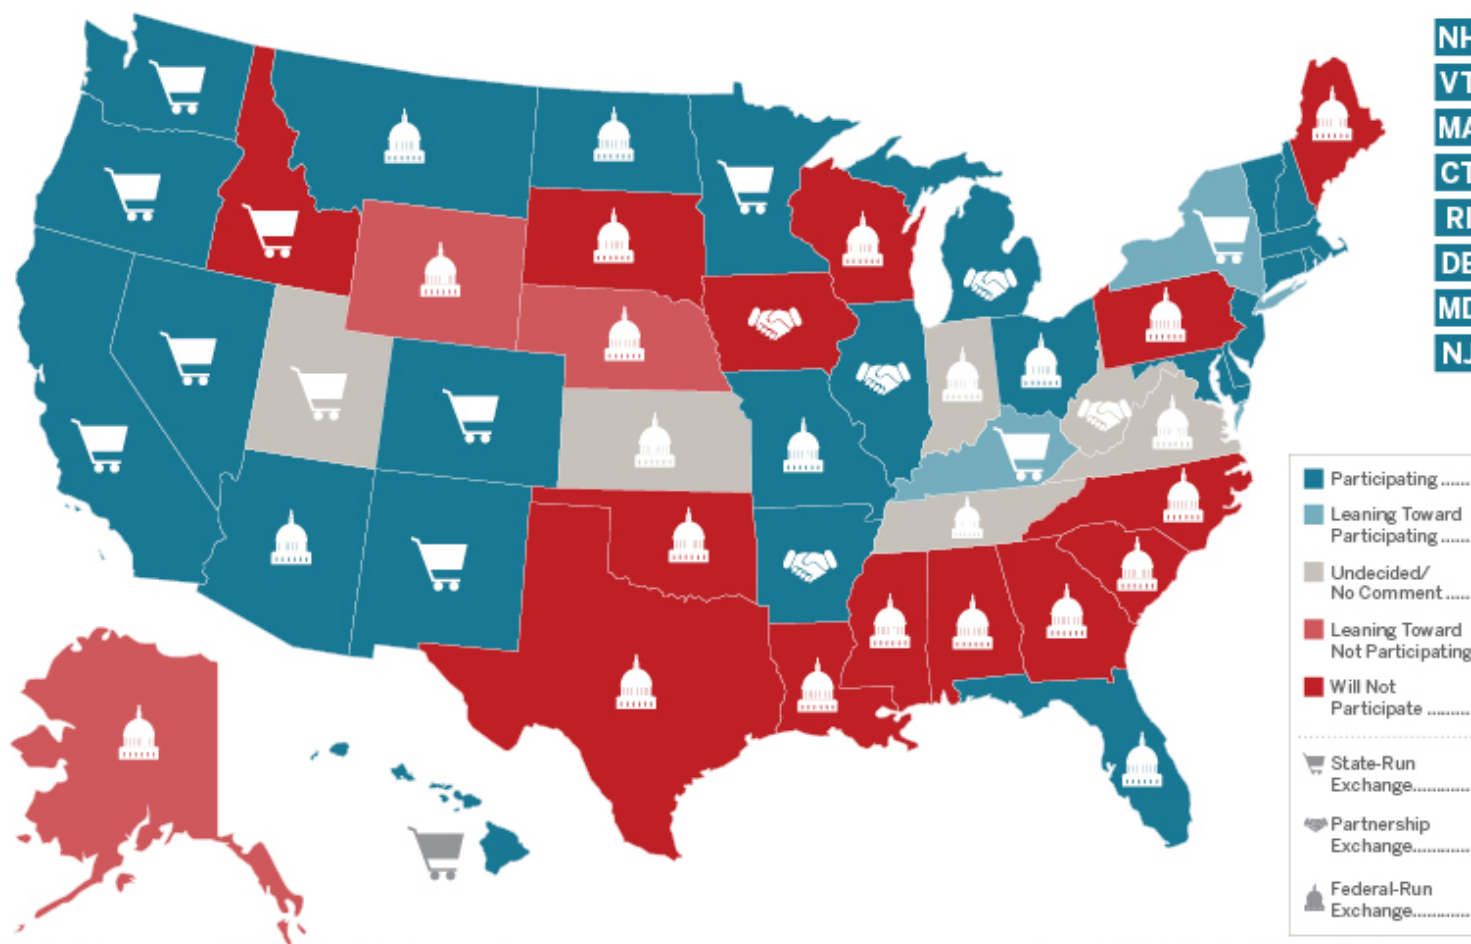 NH
VT
MA
CT
RI
DE
MD
NJ
Participating ........
Leaning Toward
Participating ........
Undecided/
No Comment ......
Leaning Toward
Not Participating
Will Not
Participate ..........
State-Run
Exchange..............
Partnership
Exchange..............
Federal-Run
Exchange..............